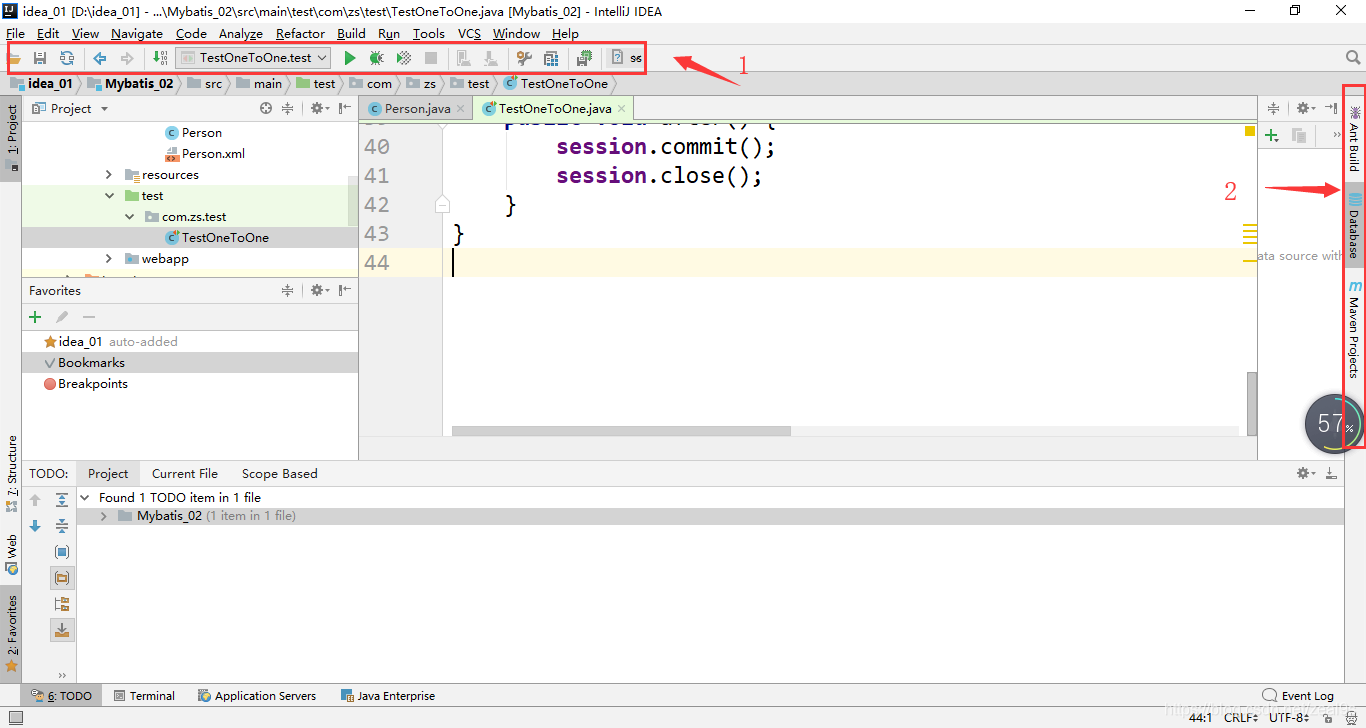 idea_01 [D:\idea_01] - ...\Mybatis_02\src\main\test\com\zs\test\TestOneToOne.java [Mybatis_02] - IntelliJ IDEA
File Edit View Navigate Code Analyze Refactor Build Run Tools VCS Window Help
TestOneToOne.test
1
idea_01 Mybatis_02 src main test com zs test TestOneToOne
1: Project
Project
Person.java TestOneToOne.java
Person
Person.xml
resources
test
com.zs.test
TestOneToOne
webapp
40 session.commit();
41 session.close();
42 }
43 }
44
2
Ant Build
Database
Maven Projects
ata source with
57%
Favorites
idea_01 auto-added
Bookmarks
Breakpoints
7: Structure
Web
2: Favorites
TODO: Project Current File Scope Based
Found 1 TODO item in 1 file
Mybatis_02 (1 item in 1 file)
6: TODO Terminal Application Servers Java Enterprise Event Log
44:1 CRLF UTF-8